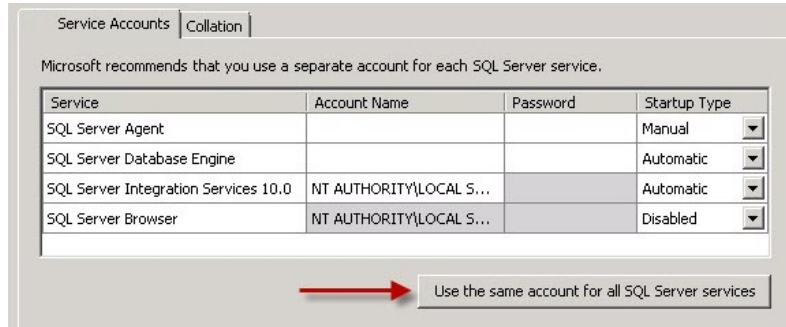 Service Accounts Collation
Microsoft recommends that you use a separate account for each SQL Server service.
Service Account Name Password Startup Type
SQL Server Agent Manual
SQL Server Database Engine Automatic
SQL Server Integration Services 10.0 NT AUTHORITY\LOCAL S... Automatic
SQL Server Browser NT AUTHORITY\LOCAL S... Disabled
Use the same account for all SQL Server services